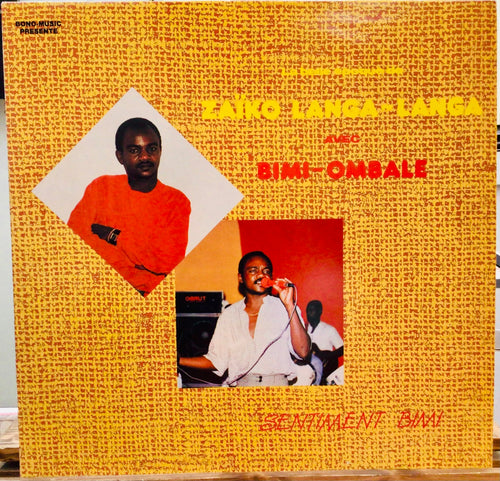 BONO-MUSIC
PRESENTE
ZAÏKO LANGA-LANGA
AVEC
BIMI-OMBALE
SENTIMENT BIMI